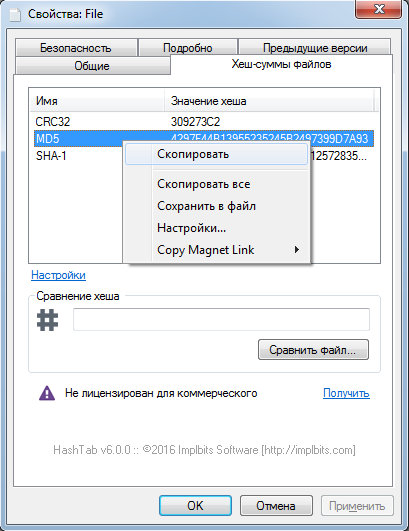 Свойства: File
Безопасность Подробно Предыдущие версии
Общие Хеш-суммы файлов
Имя Значение хеша
CRC32 309273C2
MD5 4297F44B13955235245B2497399D7A93
SHA-1 12572835...
Скопировать
Скопировать все
Сохранить в файл
Настройки...
Copy Magnet Link
Настройки
Сравнение хеша
Сравнить файл...
Не лицензирован для коммерческого Получить
HashTab v6.0.0 :: ©2016 Implbits Software [http://implbits.com]
OK Отмена Применить